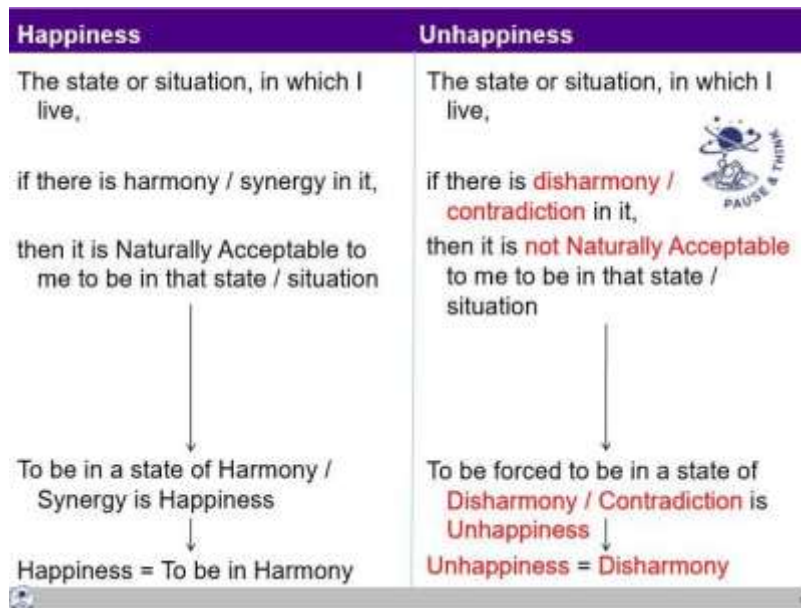 Happiness
The state or situation, in which I
live,
if there is harmony / synergy in it,
then it is Naturally Acceptable to
me to be in that state / situation
To be in a state of Harmony /
Synergy is Happiness
Happiness = To be in Harmony
Unhappiness
The state or situation, in which I
live,
if there is disharmony /
contradiction in it,
then it is not Naturally Acceptable
to me to be in that state /
situation
To be forced to be in a state of
Disharmony / Contradiction is
Unhappiness
Unhappiness = Disharmony
PAUSE & THINK